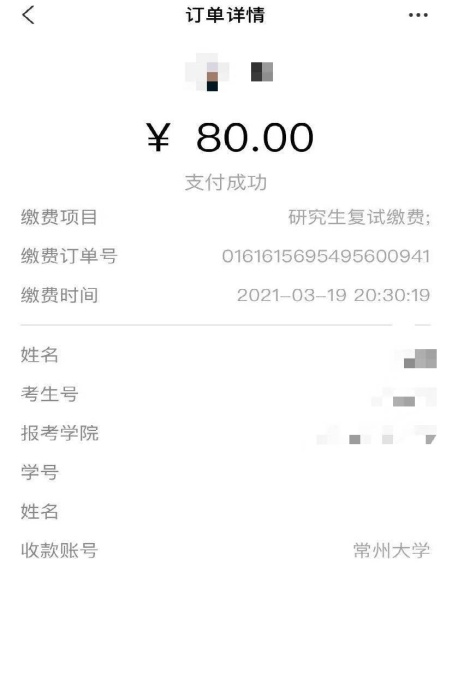 订单详情
¥ 80.00
支付成功
缴费项目 研究生复试缴费;
缴费订单号 0161615695495600941
缴费时间 2021-03-19 20:30:19
姓名
考生号
报考学院
学号
姓名
收款账号 常州大学